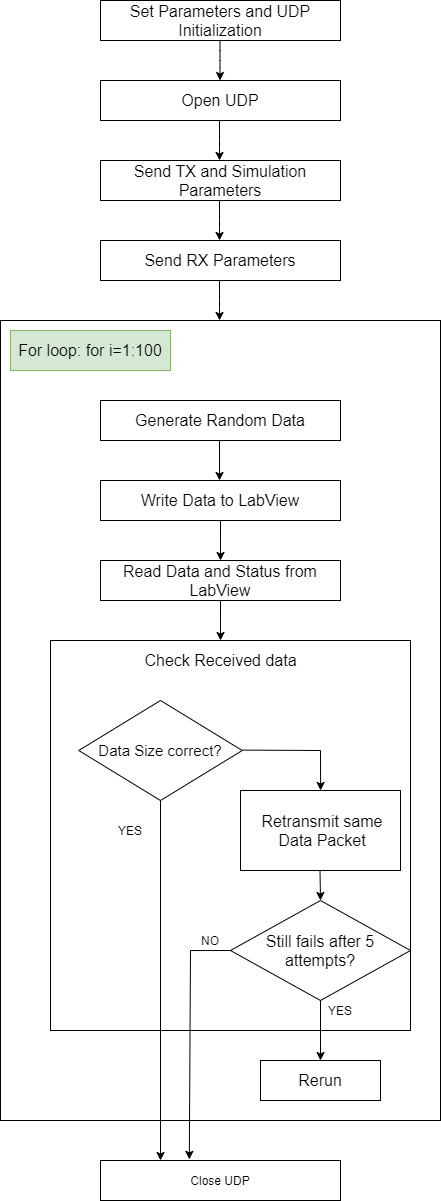 Set Parameters and UDP
Initialization
Open UDP
Send TX and Simulation
Parameters
Send RX Parameters
For loop: for i=1:100
Generate Random Data
Write Data to LabView
Read Data and Status from
LabView
Check Received data
Data Size correct?
Retransmit same
Data Packet
YES
Still fails after 5
attempts?
NO
YES
Rerun
Close UDP